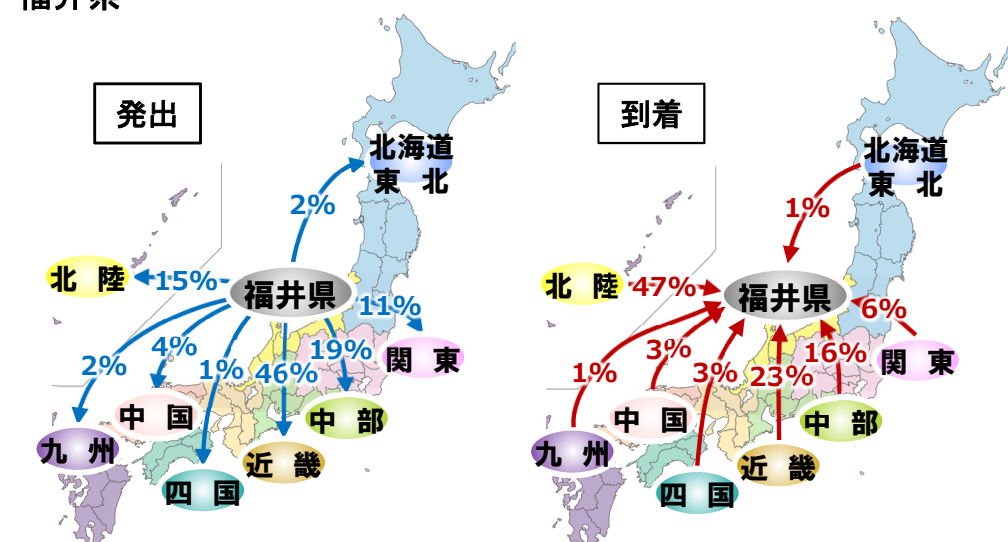 福井県
発出
北海道
東 北
2%
北 陸
15%
福井県
11%
関 東
2%
4%
1%
46%
19%
中 国
中 部
九 州
近 畿
四 国
到着
北海道
東 北
1%
北 陸
47%
福井県
6%
関 東
1%
3%
3%
23%
16%
中 国
中 部
九 州
近 畿
四 国